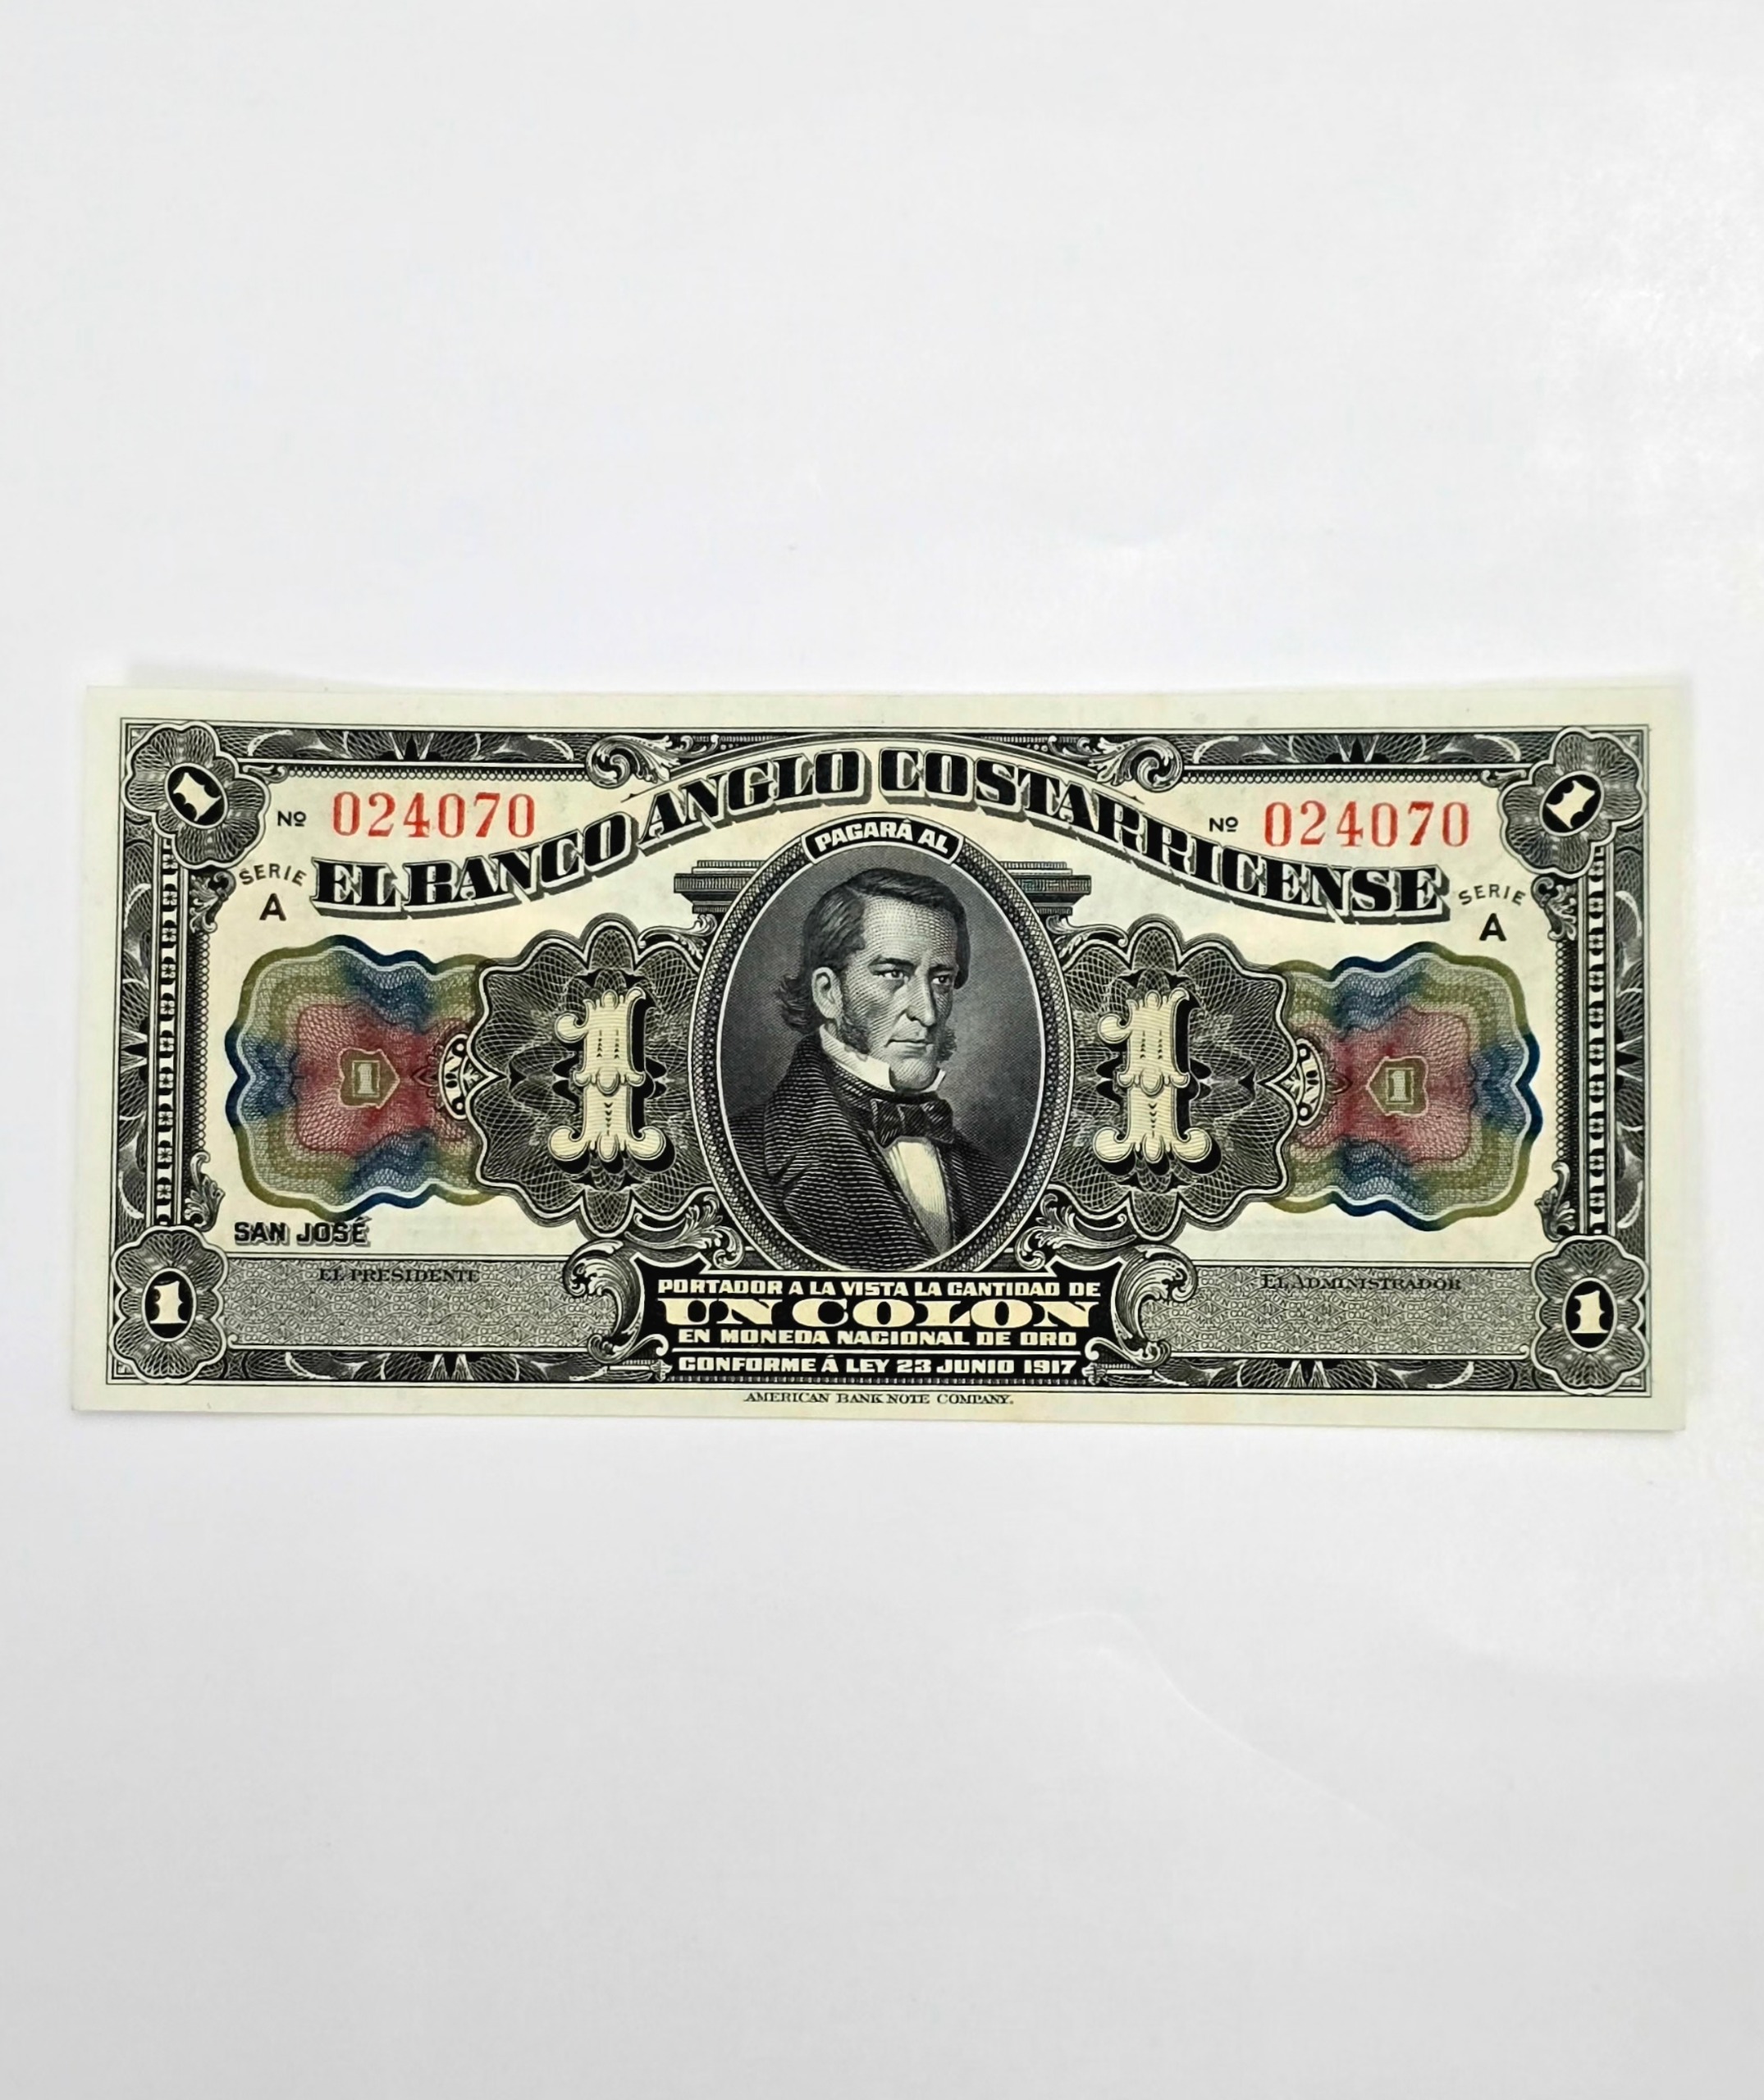 1 1
Nº 024070 EL BANCO ANGLO COSTARRICENSE Nº 024070
SERIE A SERIE A
PAGARÁ AL
1 UNO 1 1 UNO 1
SAN JOSÉ
EL PRESIDENTE EL ADMINISTRADOR
PORTADOR A LA VISTA LA CANTIDAD DE
UN COLON
EN MONEDA NACIONAL DE ORO
CONFORME Á LEY 23 JUNIO 1917
1 1
AMERICAN BANK NOTE COMPANY.